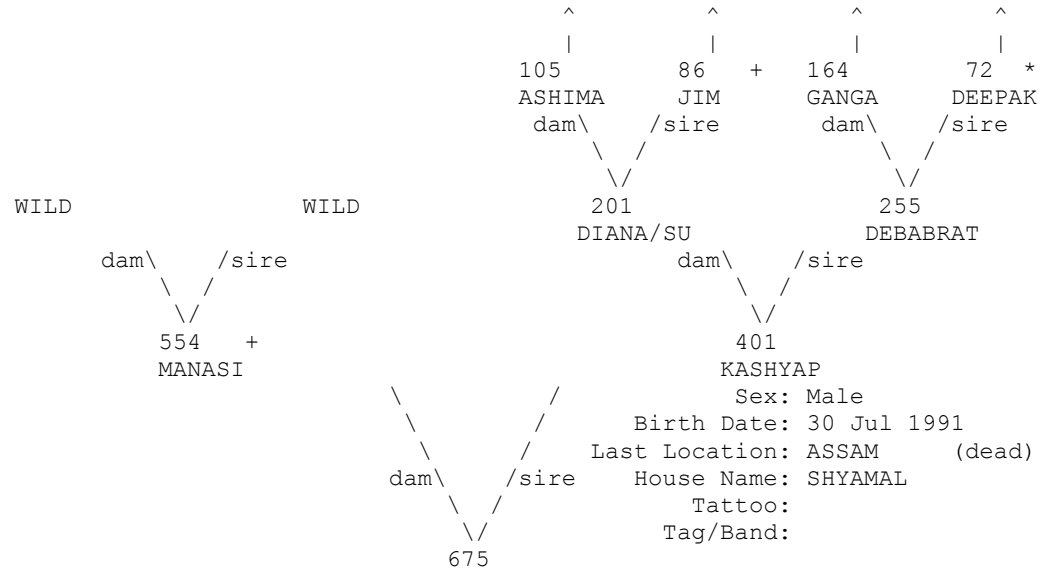 ^ ^ ^ ^
| | | |
105 86 + 164 72 *
ASHIMA JIM GANGA DEEPAK
dam\ /sire dam\ /sire
\ / \ /
\/ \/
WILD WILD 201 255
DIANA/SU DEBABRAT
dam\ /sire dam\ /sire
\ / \ /
\/ \/
554 + 401
MANASI KASHYAP
\ / Sex: Male
\ / Birth Date: 30 Jul 1991
\ / Last Location: ASSAM (dead)
dam\ /sire House Name: SHYAMAL
\ / Tattoo:
\/ Tag/Band:
675